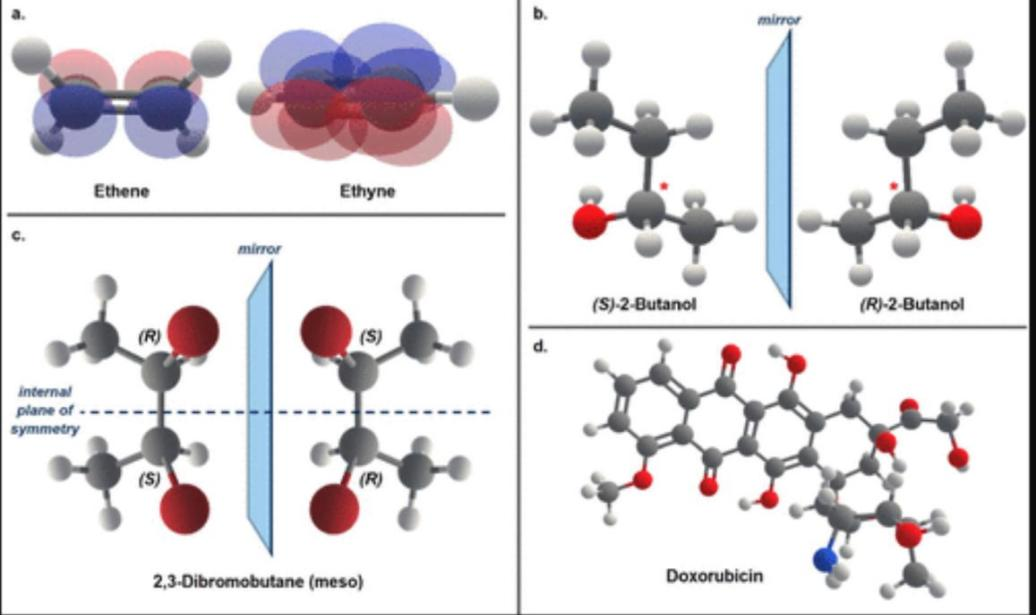 a.
Ethene
Ethyne
b.
mirror
*
*
(S)-2-Butanol
(R)-2-Butanol
c.
mirror
(R)
(S)
internal
plane of
symmetry
(S)
(R)
2,3-Dibromobutane (meso)
d.
Doxorubicin